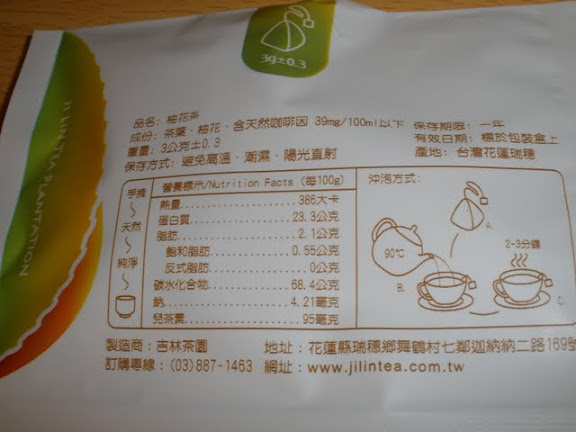 3g±0.3
JI LIN TEA PLANTATION
品名: 柚花茶
成份: 茶葉、柚花、含天然咖啡因 39mg/100ml以下 保存期限: 一年
重量: 3公克±0.3 有效日期: 標於包裝盒上
保存方式: 避免高溫、潮濕、陽光直射 產地: 台灣花蓮瑞穗
手摘
~
天然
~
純淨
~
營養標示/Nutrition Facts (每100g)
熱量 386大卡
蛋白質 23.3公克
脂肪 2.1公克
飽和脂肪 0.55公克
反式脂肪 0公克
碳水化合物 68.4公克
鈉 4.21毫克
兒茶素 95毫克
沖泡方式:
A.
90℃
B.
2-3分鐘
製造商: 吉林茶園 地址: 花蓮縣瑞穗鄉舞鶴村七鄰迦納納二路169號
訂購專線: (03)887-1463 網址: www.jilintea.com.tw